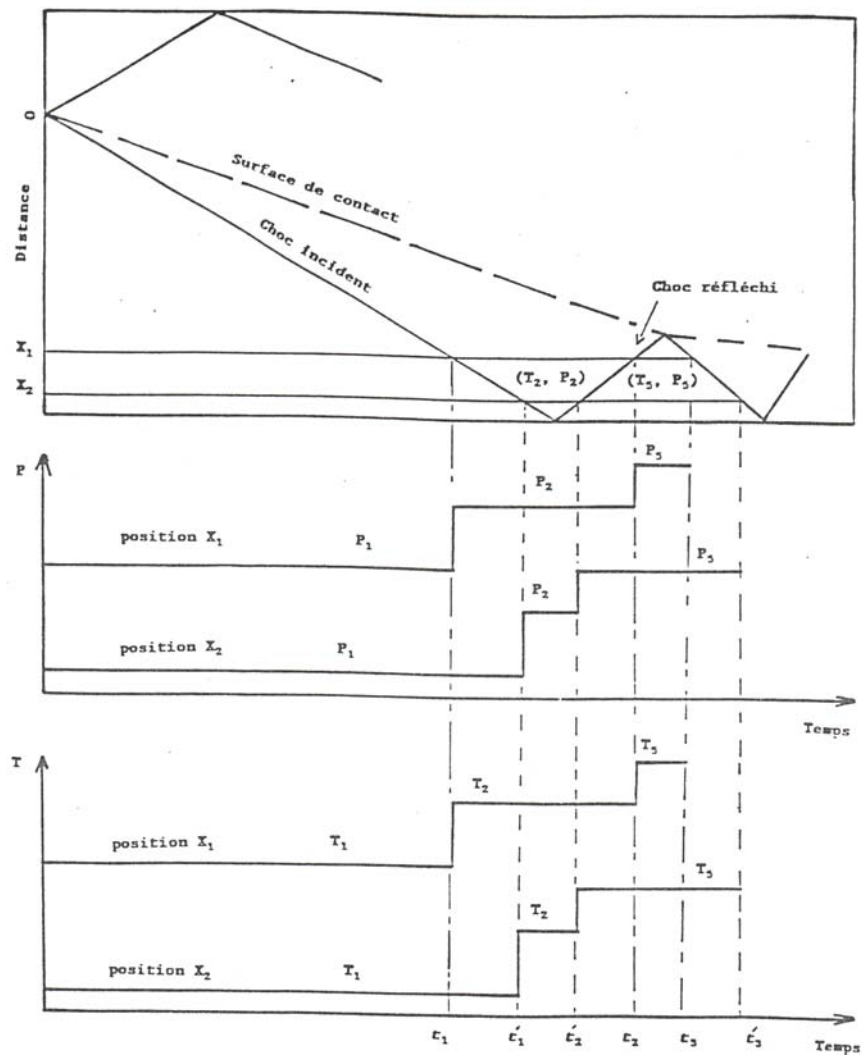 O
Distance
Surface de contact
Choc incident
Choc réfléchi
X₁
(T₂, P₂)
(T₅, P₅)
X₂
P
P₅
P₂
position X₁
P₁
P₅
P₂
position X₂
P₁
Temps
T
T₅
T₂
position X₁
T₁
T₅
T₂
position X₂
T₁
t₁
t′₁
t′₂
t₂
t₃
t′₃
Temps